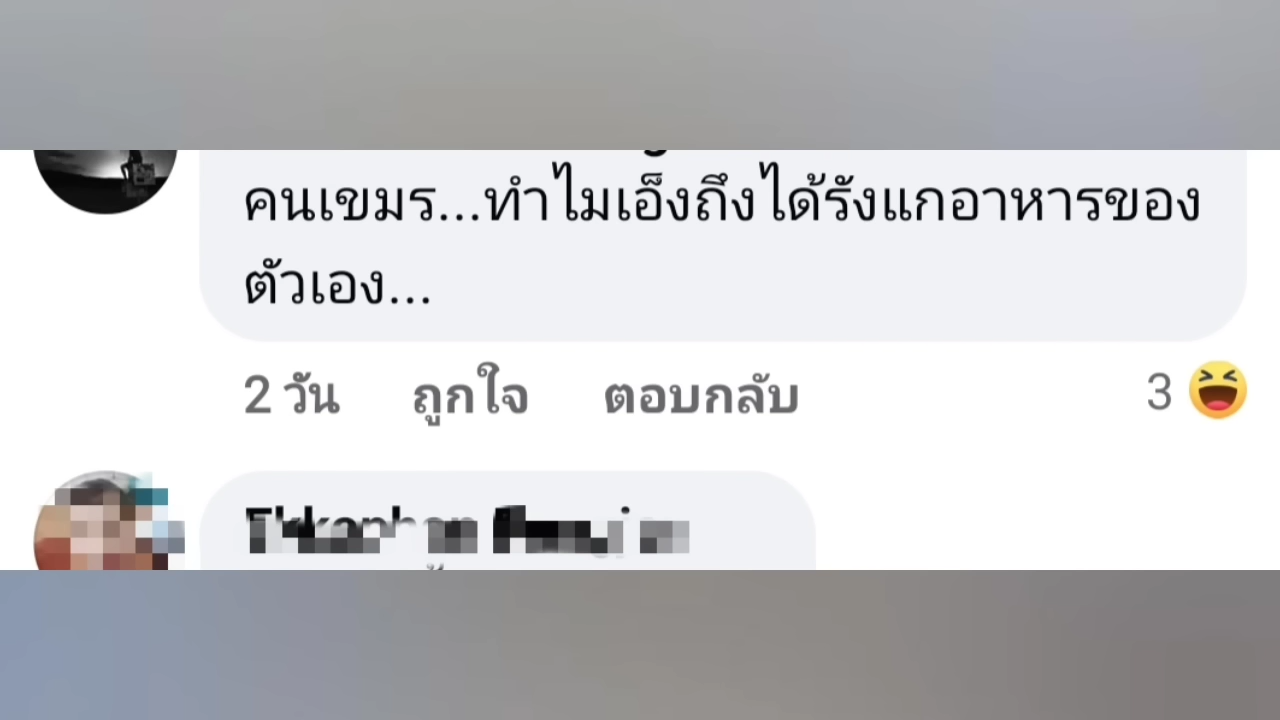 คนเขมร...ทำไมเอ็งถึงได้รังแกอาหารของ
ตัวเอง...
2 วัน ถูกใจ ตอบกลับ 3